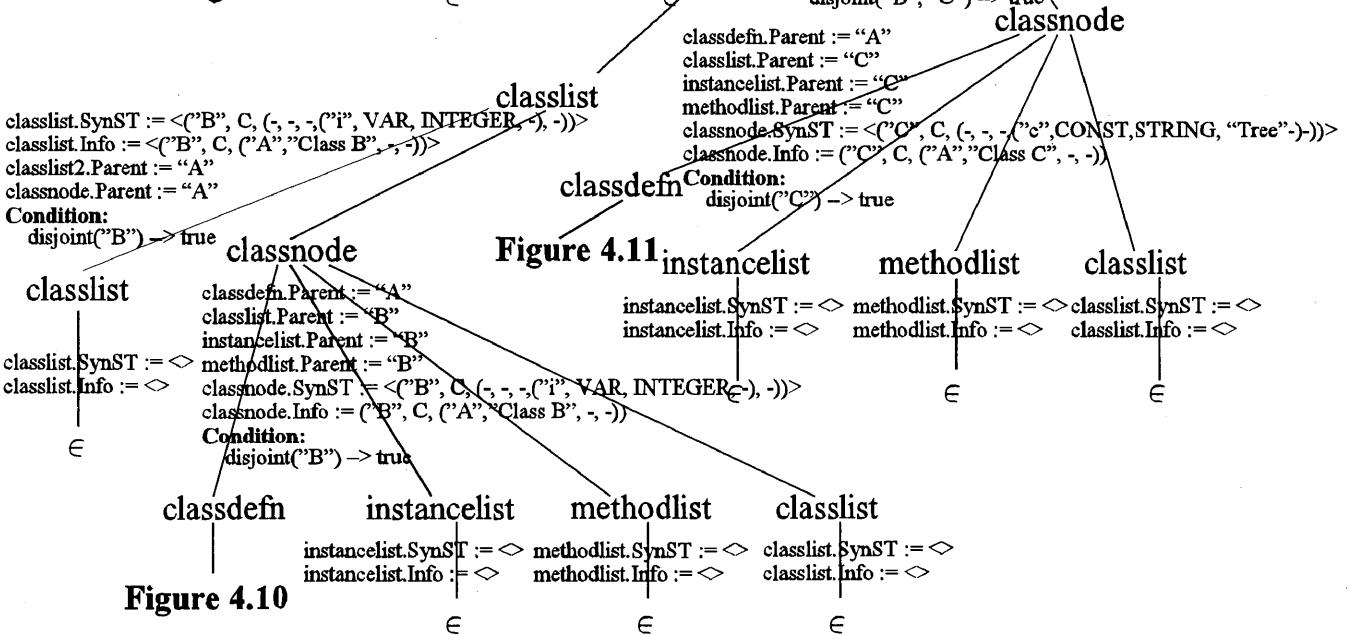 disjoint("B", "C") –> true
classnode
classdefn.Parent := “A”
classlist.Parent := “C”
instancelist.Parent := “C”
methodlist.Parent := “C”
classnode.SynST := <("C", C, (-, -, -,("c",CONST,STRING, “Tree”-)-))>
classnode.Info := ("C", C, ("A","Class C", -, -))
Condition:
disjoint("C") –> true
classlist
classlist.SynST := <("B", C, (-, -, -,("i", VAR, INTEGER, -), -))>
classlist.Info := <("B", C, ("A","Class B", -, -))>
classlist2.Parent := “A”
classnode.Parent := “A”
Condition:
disjoint("B") –> true
classdefn
Figure 4.11
instancelist
methodlist
classlist
instancelist.SynST := <>
instancelist.Info := <>
methodlist.SynST := <>
methodlist.Info := <>
classlist.SynST := <>
classlist.Info := <>
∈
∈
∈
classnode
classlist
classlist.SynST := <>
classlist.Info := <>
∈
classdefn.Parent := “A”
classlist.Parent := “B”
instancelist.Parent := “B”
methodlist.Parent := “B”
classnode.SynST := <("B", C, (-, -, -,("i", VAR, INTEGER, -), -))>
classnode.Info := ("B", C, ("A","Class B", -, -))
Condition:
disjoint("B") –> true
classdefn
Figure 4.10
instancelist
methodlist
classlist
instancelist.SynST := <>
instancelist.Info := <>
methodlist.SynST := <>
methodlist.Info := <>
classlist.SynST := <>
classlist.Info := <>
∈
∈
∈